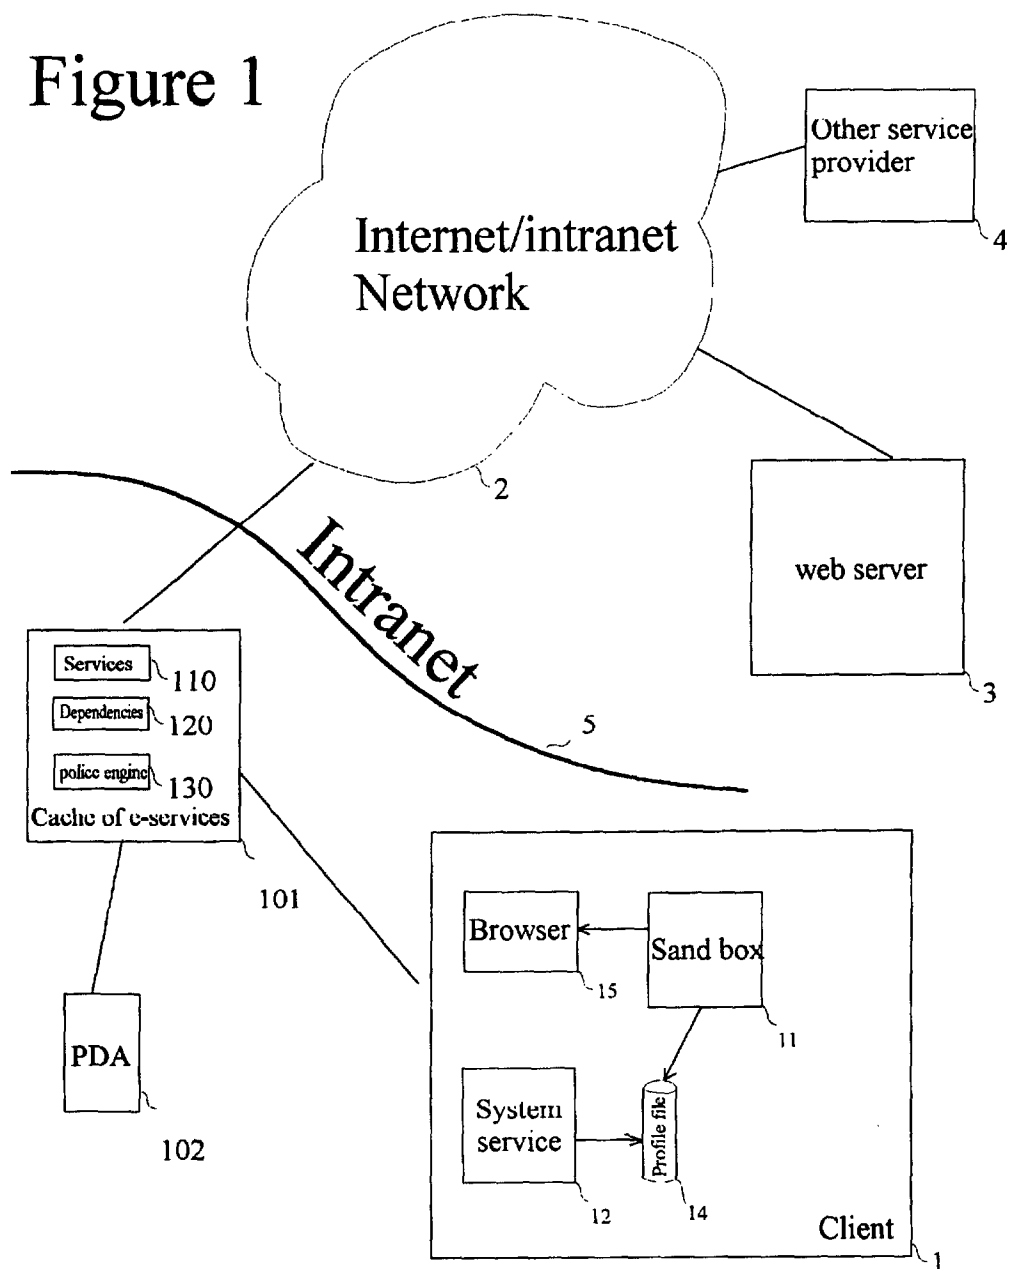 Figure 1
Other service
provider
4
Internet/intranet
Network
2
web server
3
Intranet
5
Services
110
Dependencies
120
police engine
130
Cache of e-services
101
PDA
102
Browser
15
Sand box
11
System
service
12
Profile file
14
Client
1